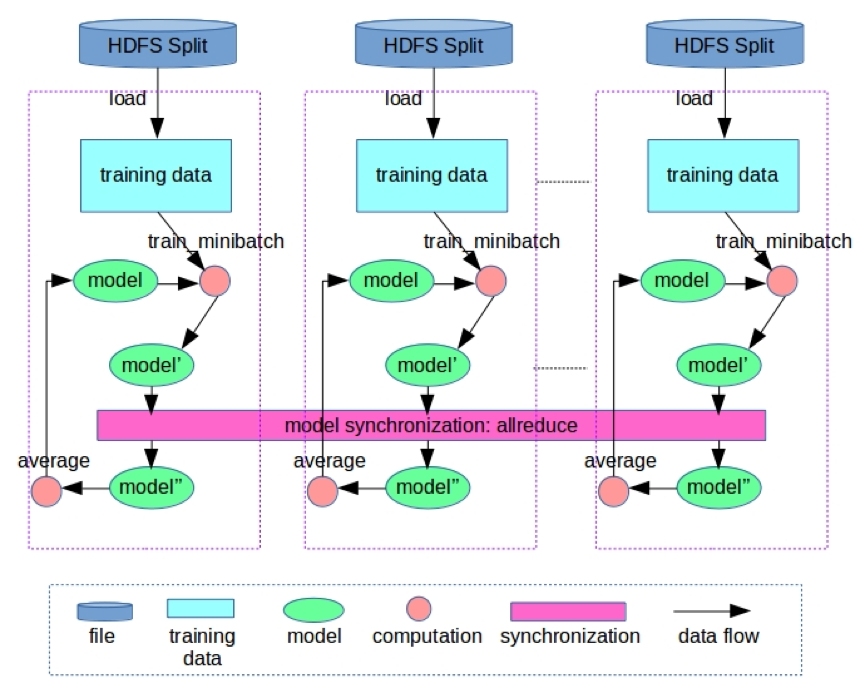 HDFS Split
HDFS Split
HDFS Split
load
load
load
training data
training data
training data
train_minibatch
train_minibatch
train_minibatch
model
model
model
model'
model'
model'
model synchronization: allreduce
average
average
average
model"
model"
model"
file
training
data
model
computation
synchronization
data flow